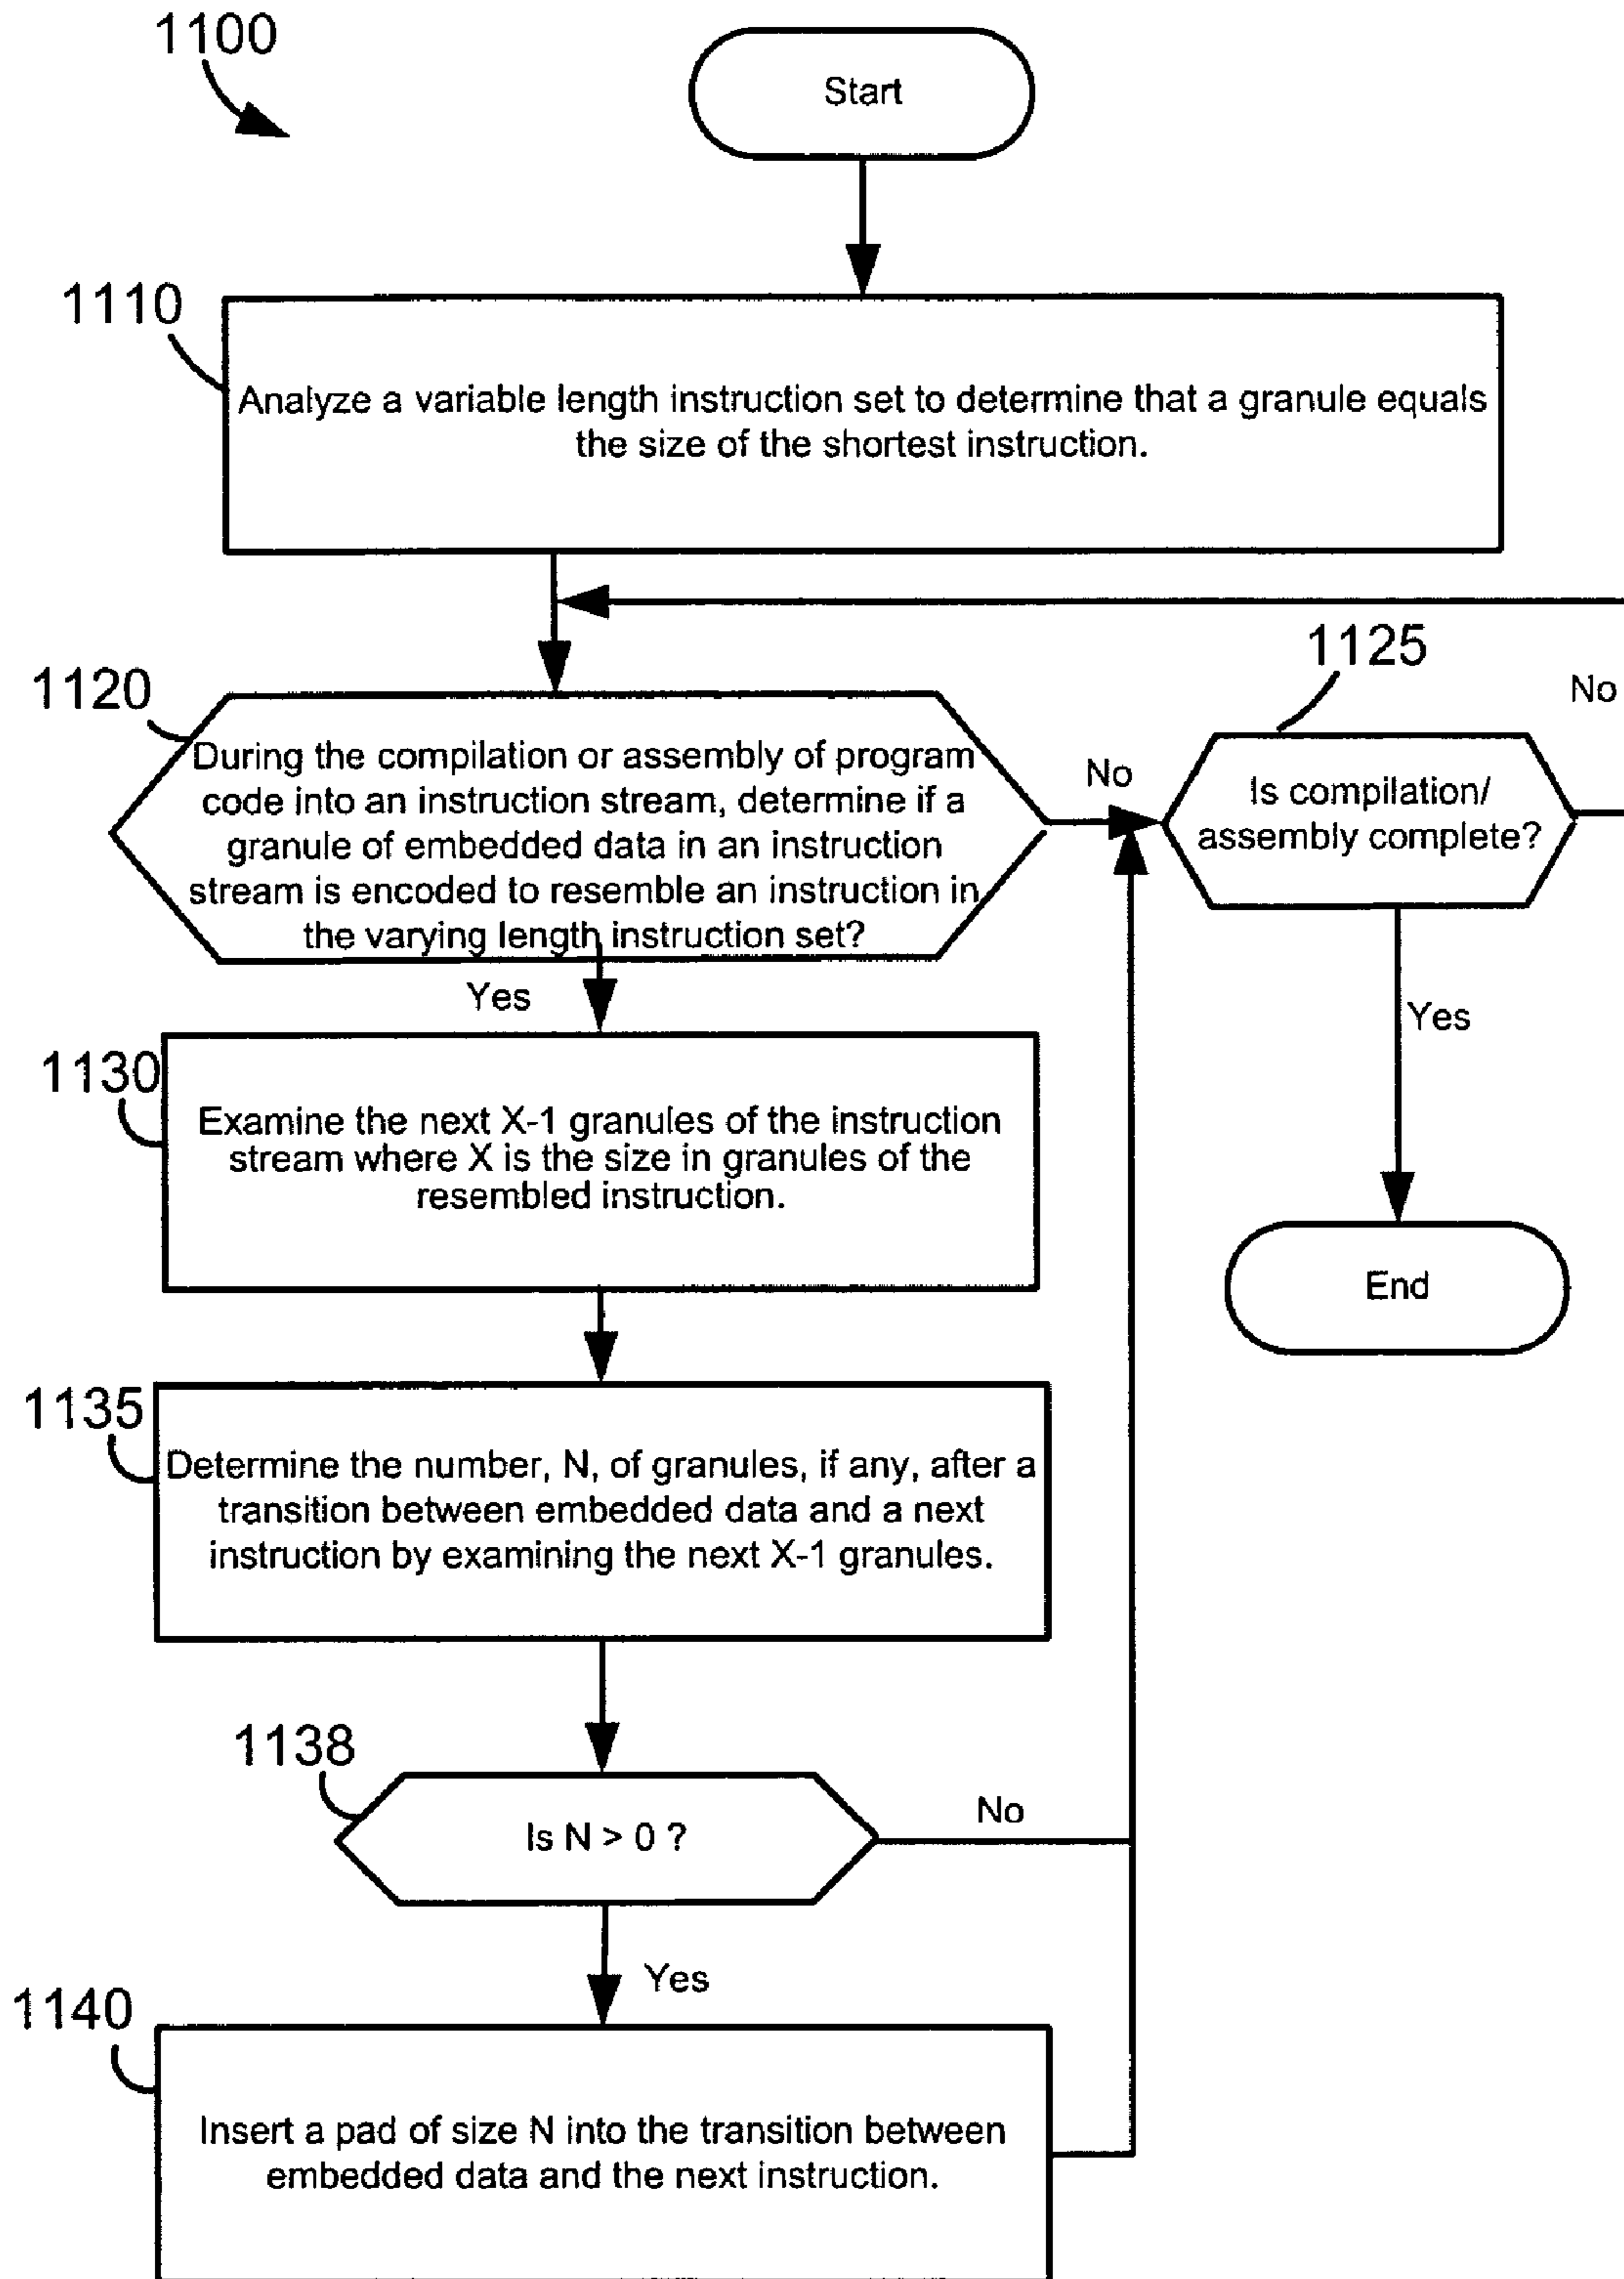 1100
Start
1110
Analyze a variable length instruction set to determine that a granule equals
the size of the shortest instruction.
1120
During the compilation or assembly of program
code into an instruction stream, determine if a
granule of embedded data in an instruction
stream is encoded to resemble an instruction in
the varying length instruction set?
No
1125
Is compilation/
assembly complete?
No
Yes
End
Yes
1130
Examine the next X-1 granules of the instruction
stream where X is the size in granules of the
resembled instruction.
1135
Determine the number, N, of granules, if any, after a
transition between embedded data and a next
instruction by examining the next X-1 granules.
1138
Is N > 0 ?
No
Yes
1140
Insert a pad of size N into the transition between
embedded data and the next instruction.